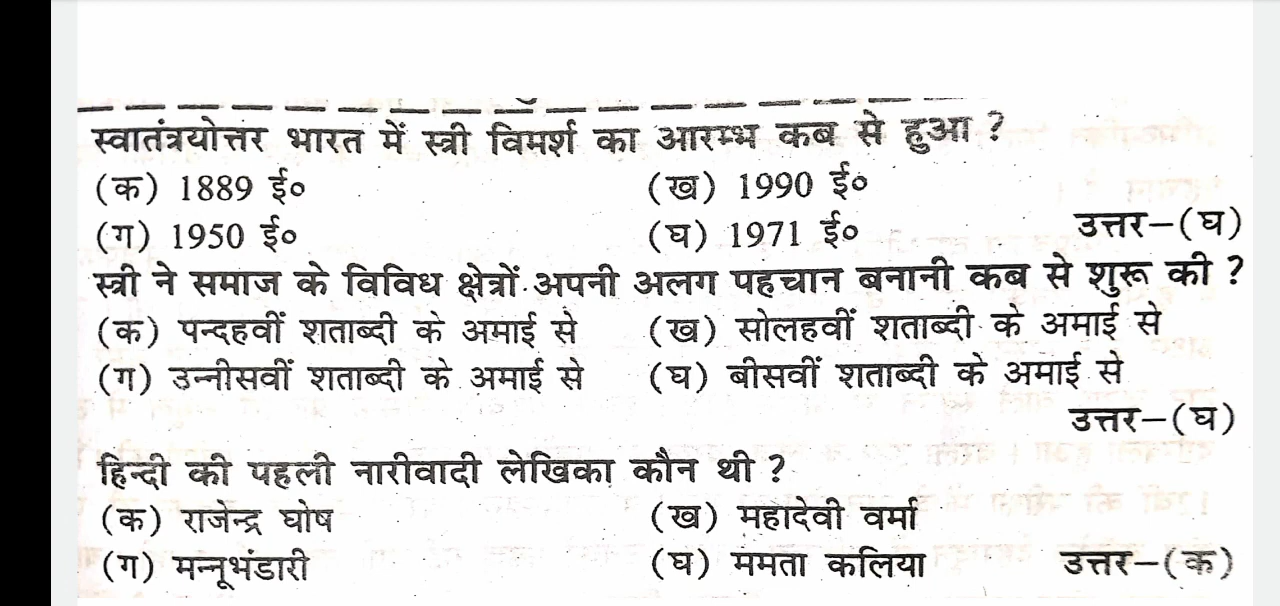 स्वातंत्रयोत्तर भारत में स्त्री विमर्श का आरम्भ कब से हुआ ?
(क) 1889 ई० (ख) 1990 ई०
(ग) 1950 ई० (घ) 1971 ई० उत्तर–(घ)
स्त्री ने समाज के विविध क्षेत्रों अपनी अलग पहचान बनानी कब से शुरू की ?
(क) पन्दहवीं शताब्दी के अमाई से (ख) सोलहवीं शताब्दी के अमाई से
(ग) उन्नीसवीं शताब्दी के अमाई से (घ) बीसवीं शताब्दी के अमाई से
उत्तर–(घ)
हिन्दी की पहली नारीवादी लेखिका कौन थी ?
(क) राजेन्द्र घोष (ख) महादेवी वर्मा
(ग) मन्नूभंडारी (घ) ममता कलिया उत्तर–(क)